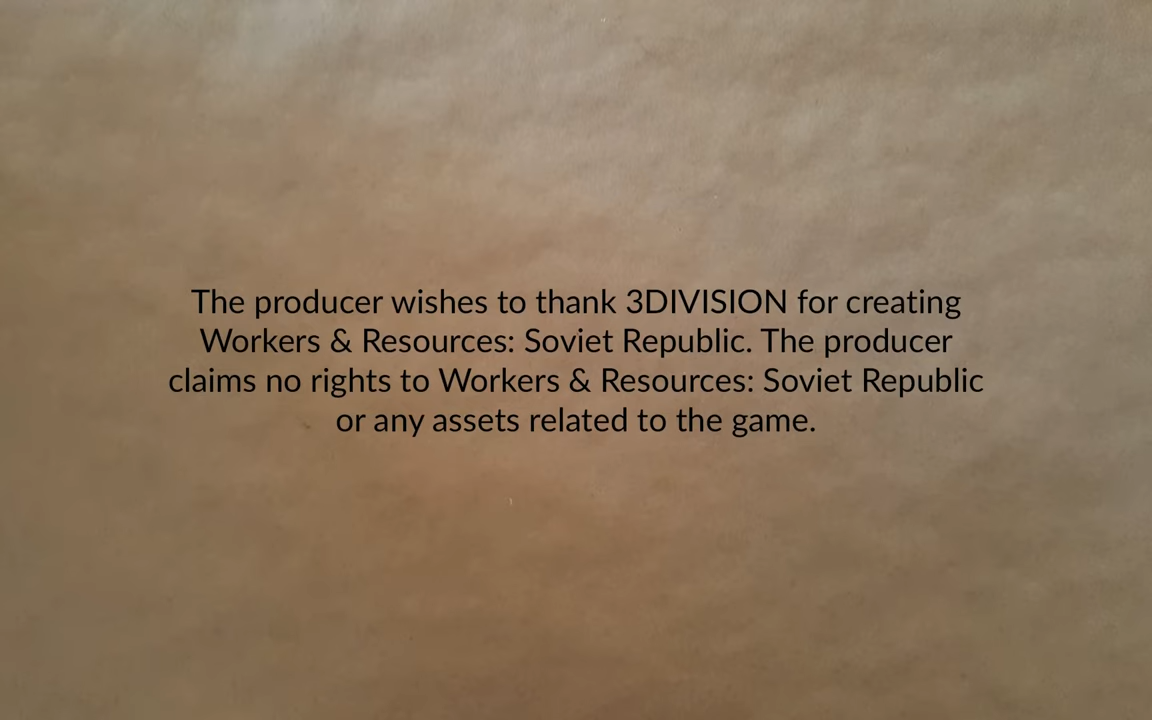 The producer wishes to thank 3DIVISION for creating
Workers & Resources: Soviet Republic. The producer
claims no rights to Workers & Resources: Soviet Republic
or any assets related to the game.